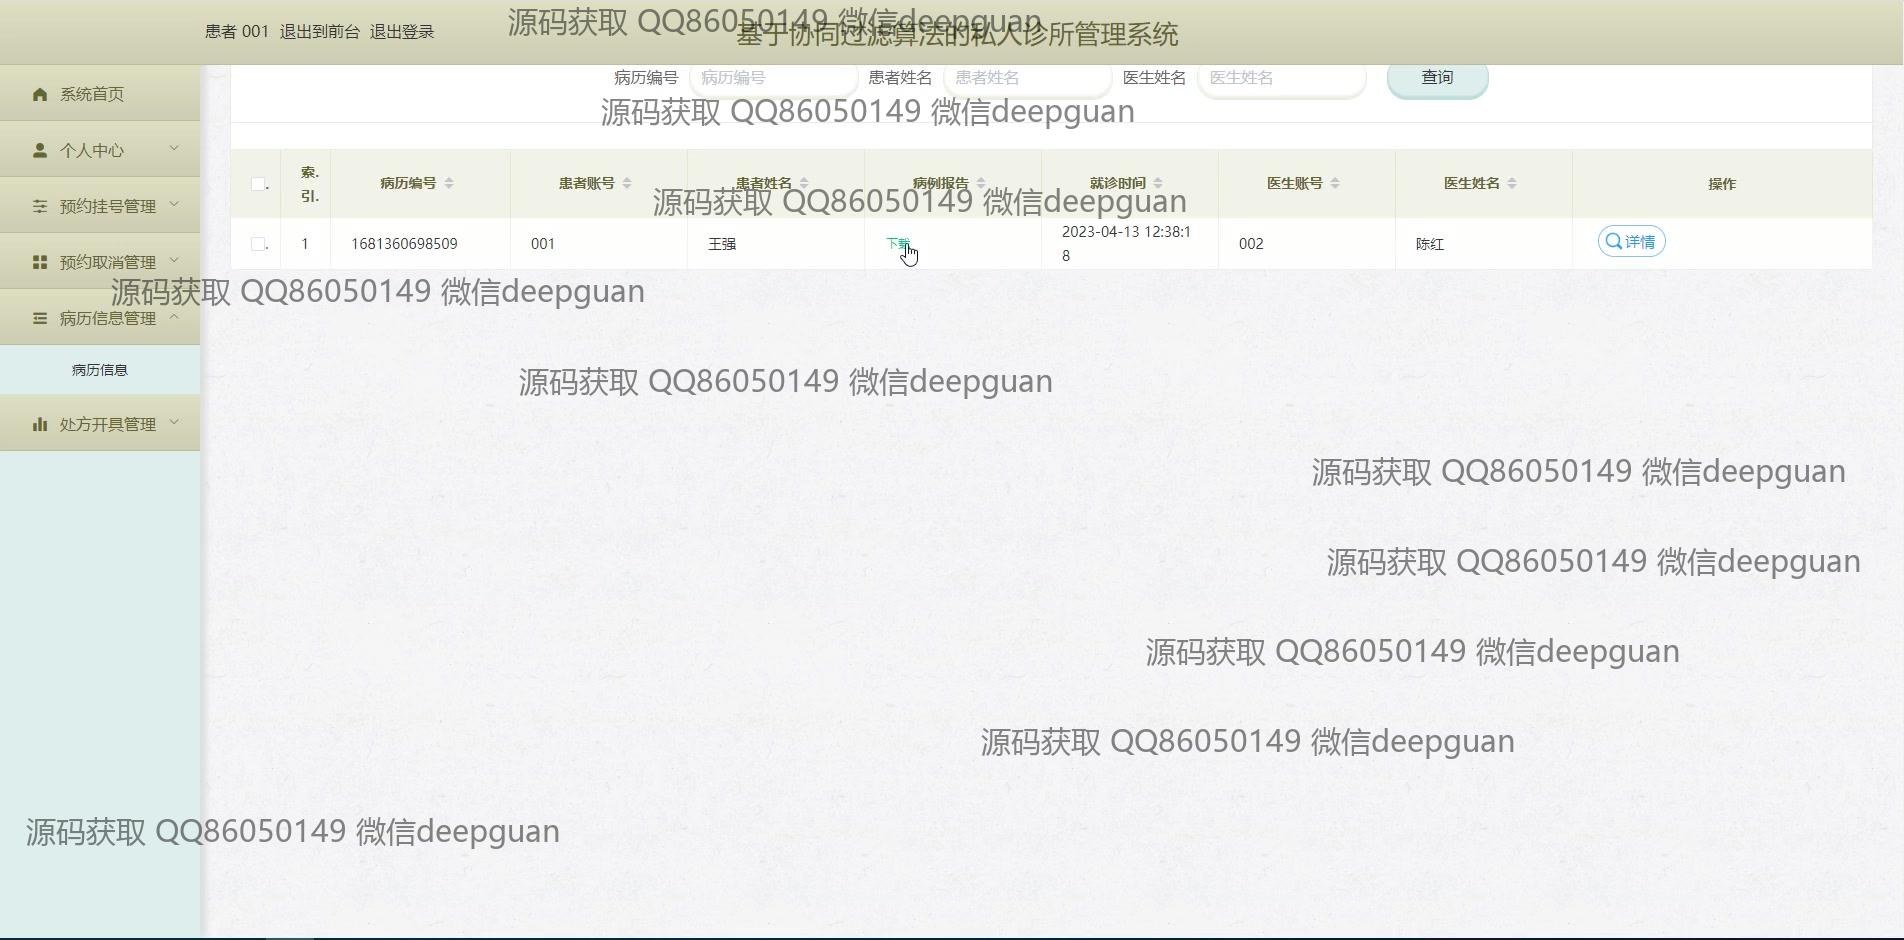 患者 001 退出到前台 退出登录
源码获取 QQ86050149 微信deepguan
基于协同过滤算法的私人诊所管理系统
病历编号 病历编号 患者姓名 患者姓名 医生姓名 医生姓名 查询
源码获取 QQ86050149 微信deepguan
系统首页
个人中心
预约挂号管理
预约取消管理
病历信息管理
病历信息
处方开具管理
索.
引.
病历编号 患者账号 患者姓名 病例报告 就诊时间 医生账号 医生姓名 操作
源码获取 QQ86050149 微信deepguan
1 1681360698509 001 王强 下载 2023-04-13 12:38:1
8
002 陈红 详情
源码获取 QQ86050149 微信deepguan
源码获取 QQ86050149 微信deepguan
源码获取 QQ86050149 微信deepguan
源码获取 QQ86050149 微信deepguan
源码获取 QQ86050149 微信deepguan
源码获取 QQ86050149 微信deepguan
源码获取 QQ86050149 微信deepguan